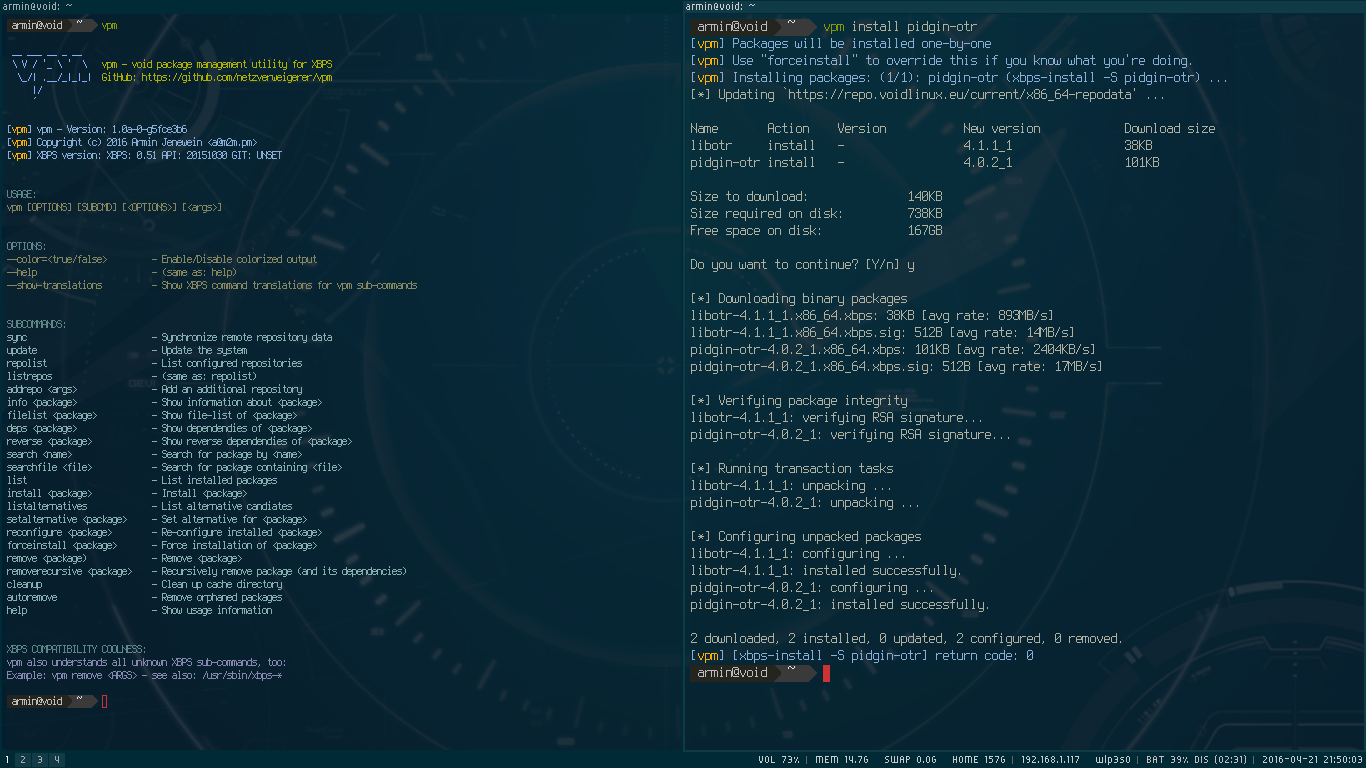 armin@void: ~
armin@void ~ vpm
__ ___ __ _ __
\ V / '_ \ ' \ vpm - void package management utility for XBPS
\_/| .__/_|_|_| GitHub: https://github.com/netzverweigerer/vpm
|/
[vpm] vpm - Version: 1.0a-0-g5fce3b6
[vpm] Copyright (c) 2016 Armin Jenewein <a@m2m.pm>
[vpm] XBPS version: XBPS: 0.51 API: 20151030 GIT: UNSET
USAGE:
vpm [OPTIONS] [SUBCMD] [<OPTIONS>] [<args>]
OPTIONS:
--color=<true/false> - Enable/Disable colorized output
--help - (same as: help)
--show-translations - Show XBPS command translations for vpm sub-commands
SUBCOMMANDS:
sync - Synchronize remote repository data
update - Update the system
repolist - List configured repositories
listrepos - (same as: repolist)
addrepo <args> - Add an additional repository
info <package> - Show information about <package>
filelist <package> - Show file-list of <package>
deps <package> - Show dependencies of <package>
reverse <package> - Show reverse dependendies of <package>
search <name> - Search for package by <name>
searchfile <file> - Search for package containing <file>
list - List installed packages
install <package> - Install <package>
listalternatives - List alternative candiates
setalternative <package> - Set alternative for <package>
reconfigure <package> - Re-configure installed <package>
forceinstall <package> - Force installation of <package>
remove <package) - Remove <package>
removerecursive <package> - Recursively remove package (and its dependencies)
cleanup - Clean up cache directory
autoremove - Remove orphaned packages
help - Show usage information
XBPS COMPATIBILITY COOLNESS:
vpm also understands all unknown XBPS sub-commands, too:
Example: vpm remove <ARGS> - see also: /usr/sbin/xbps-*
armin@void ~
armin@void: ~
armin@void ~ vpm install pidgin-otr
[vpm] Packages will be installed one-by-one
[vpm] Use "forceinstall" to override this if you know what you're doing.
[vpm] Installing packages: (1/1): pidgin-otr (xbps-install -S pidgin-otr) ...
[*] Updating `https://repo.voidlinux.eu/current/x86_64-repodata' ...
Name Action Version New version Download size
libotr install - 4.1.1_1 38KB
pidgin-otr install - 4.0.2_1 101KB
Size to download: 140KB
Size required on disk: 738KB
Free space on disk: 167GB
Do you want to continue? [Y/n] y
[*] Downloading binary packages
libotr-4.1.1_1.x86_64.xbps: 38KB [avg rate: 893MB/s]
libotr-4.1.1_1.x86_64.xbps.sig: 512B [avg rate: 14MB/s]
pidgin-otr-4.0.2_1.x86_64.xbps: 101KB [avg rate: 2404KB/s]
pidgin-otr-4.0.2_1.x86_64.xbps.sig: 512B [avg rate: 17MB/s]
[*] Verifying package integrity
libotr-4.1.1_1: verifying RSA signature...
pidgin-otr-4.0.2_1: verifying RSA signature...
[*] Running transaction tasks
libotr-4.1.1_1: unpacking ...
pidgin-otr-4.0.2_1: unpacking ...
[*] Configuring unpacked packages
libotr-4.1.1_1: configuring ...
libotr-4.1.1_1: installed successfully.
pidgin-otr-4.0.2_1: configuring ...
pidgin-otr-4.0.2_1: installed successfully.
2 downloaded, 2 installed, 0 updated, 2 configured, 0 removed.
[vpm] [xbps-install -S pidgin-otr] return code: 0
armin@void ~
1 2 3 4 VOL 73% | MEM 14.76 SWAP 0.06 HOME 1576 | 192.168.1.117 wlp3s0 | BAT 39% DIS (02:31) | 2016-04-21 21:50:03